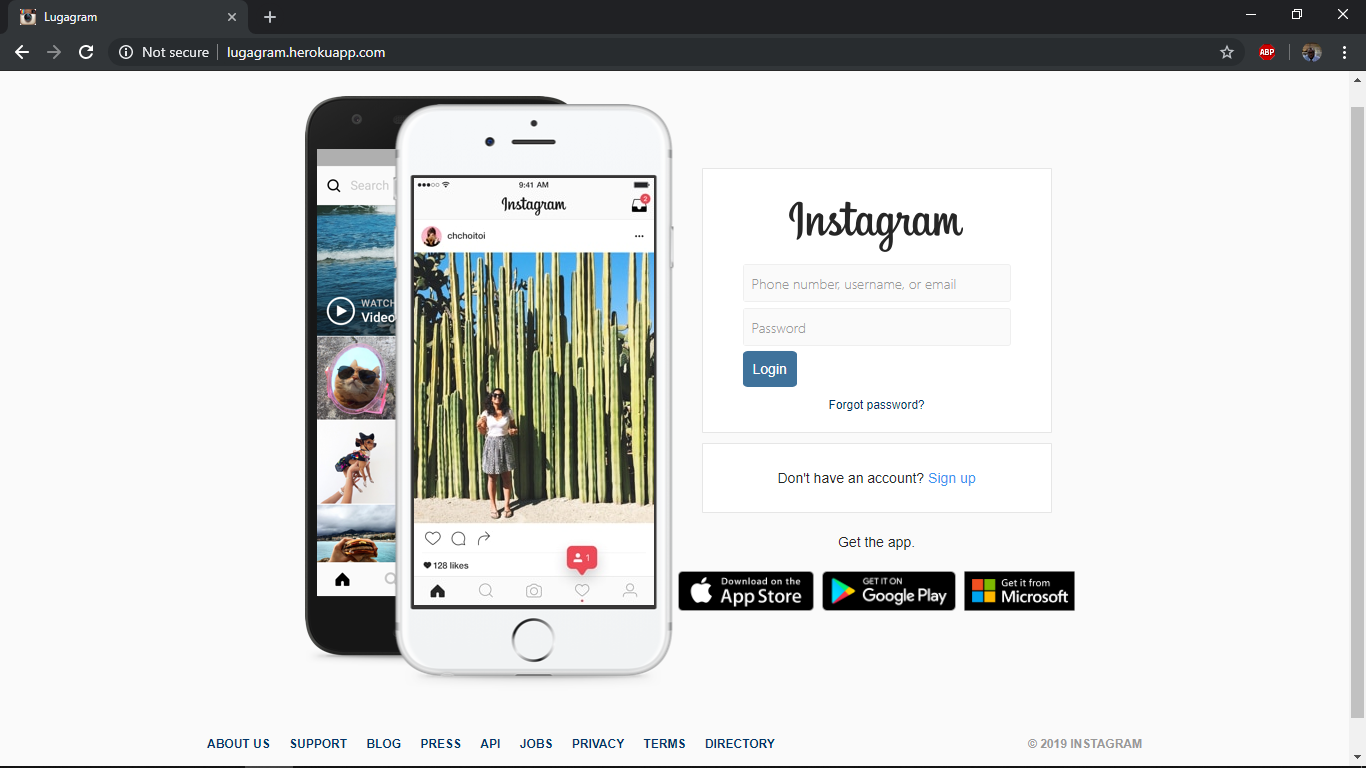 Lugagram
Not secure
lugagram.herokuapp.com
ABP
Search
WATCH
Video
9:41 AM
Instagram
2
chchoitoi
1
128 likes
Instagram
Phone number, username, or email
Password
Login
Forgot password?
Don't have an account? Sign up
Get the app.
Download on the
App Store
GET IT ON
Google Play
Get it from
Microsoft
ABOUT US SUPPORT BLOG PRESS API JOBS PRIVACY TERMS DIRECTORY © 2019 INSTAGRAM